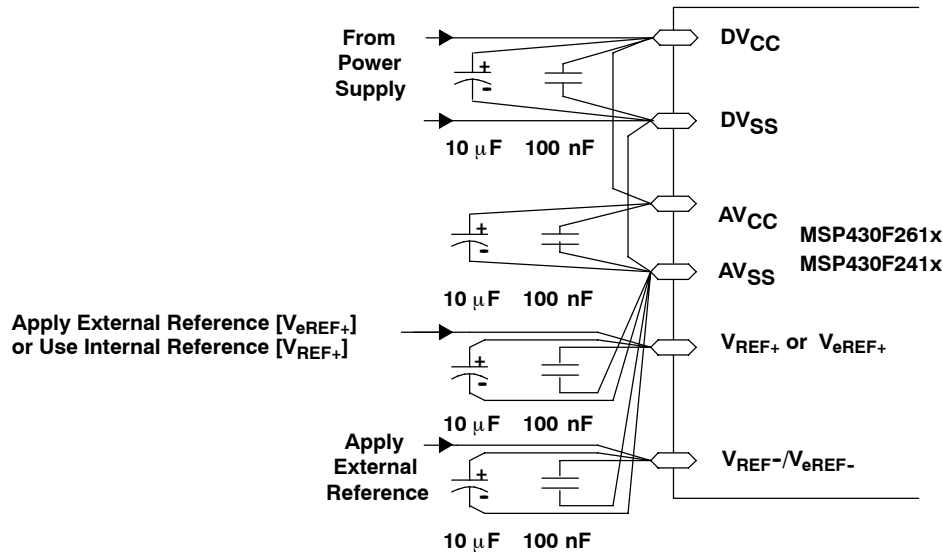 From
Power
Supply
DVCC
+
-
DVSS
10 μF 100 nF
AVCC
MSP430F261x
MSP430F241x
+
-
AVSS
10 μF 100 nF
Apply External Reference [VeREF+]
or Use Internal Reference [VREF+]
VREF+ or VeREF+
+
-
10 μF 100 nF
Apply
External
Reference
VREF-/VeREF-
+
-
10 μF 100 nF